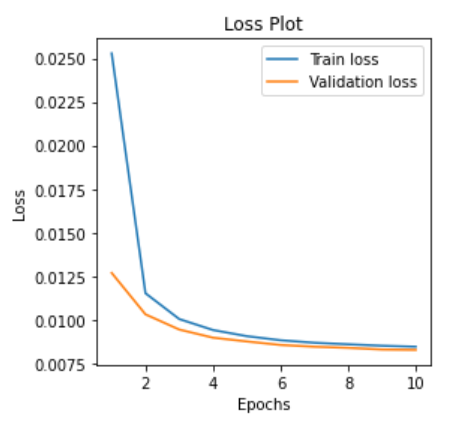 Loss Plot
Train loss
Validation loss
0.0250
0.0225
0.0200
0.0175
0.0150
0.0125
0.0100
0.0075
Loss
2 4 6 8 10
Epochs